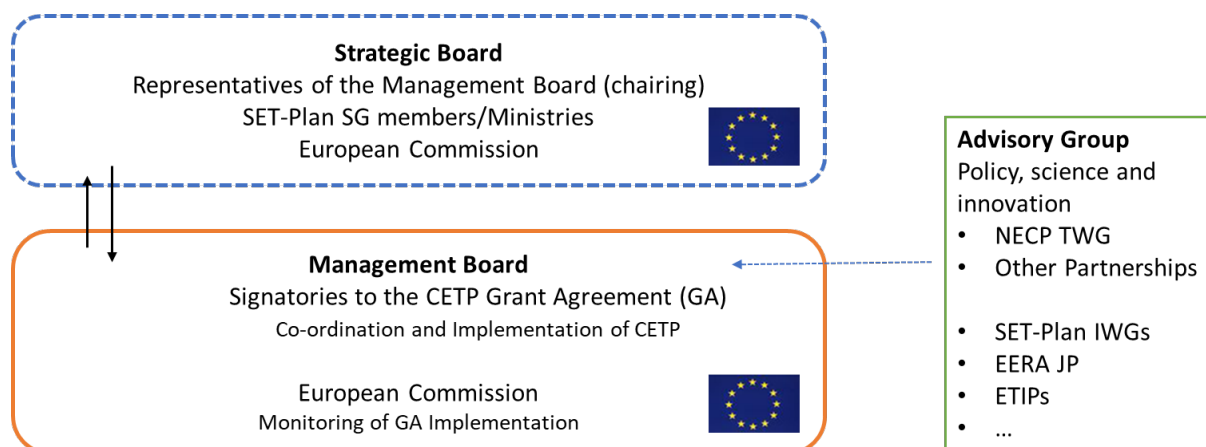 Strategic Board
Representatives of the Management Board (chairing)
SET-Plan SG members/Ministries
European Commission
Management Board
Signatories to the CETP Grant Agreement (GA)
Co-ordination and Implementation of CETP
European Commission
Monitoring of GA Implementation
Advisory Group
Policy, science and
innovation
• NECP TWG
• Other Partnerships
• SET-Plan IWGs
• EERA JP
• ETIPs
• ...